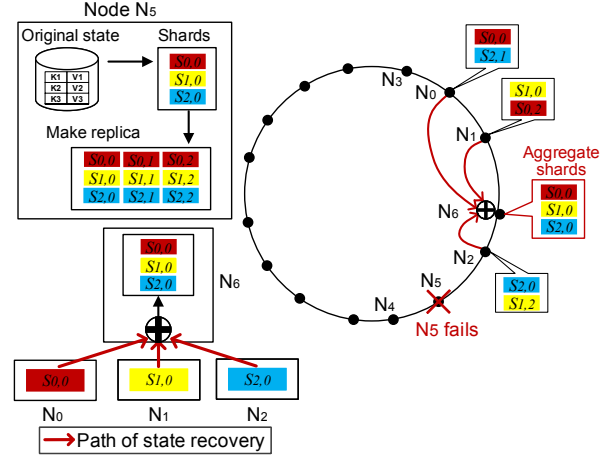 Node N5
Original state
Shards
K1 V1
K2 V2
K3 V3
S0,0
S1,0
S2,0
Make replica
S0,0 S0,1 S0,2
S1,0 S1,1 S1,2
S2,0 S2,1 S2,2
S0,0
S1,0
S2,0
N6
S0,0
S1,0
S2,0
N0
N1
N2
Path of state recovery
N3
N0
S0,0
S2,1
N1
S1,0
S0,2
Aggregate
shards
S0,0
S1,0
S2,0
N6
N2
S2,0
S1,2
N5
N4
N5 fails